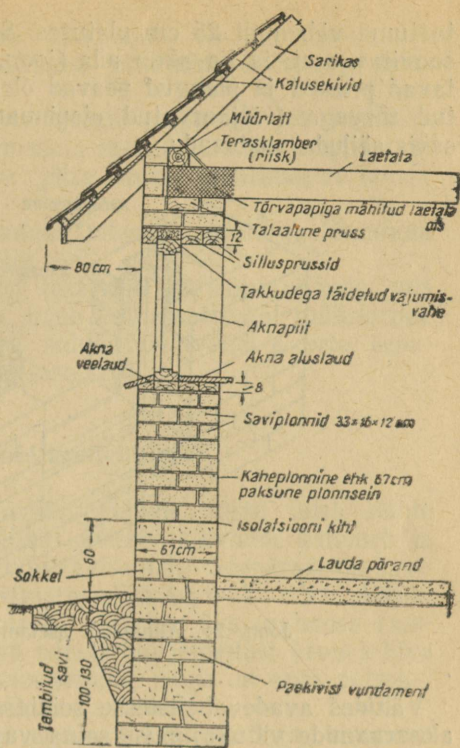 Sarikas
Katusekivid
Müürlatt
Terasklamber
(riisk)
Laetala
Tõrvapapiga mähitud laetala
ots
Talaalune pruss
12
Sillusprussid
80 cm
Takkudega täidetud vajumis-
vahe
Aknapiit
Akna
veelaud
Akna aluslaud
8
Saviplonnid 33×16×12 sm
Kaheplonnine ehk 67cm
paksune plonnsein
Isolatsiooni kiht
67cm
60
Sokkel
Lauda põrand
Tambitud
savi
100-130
Paekivist vundament